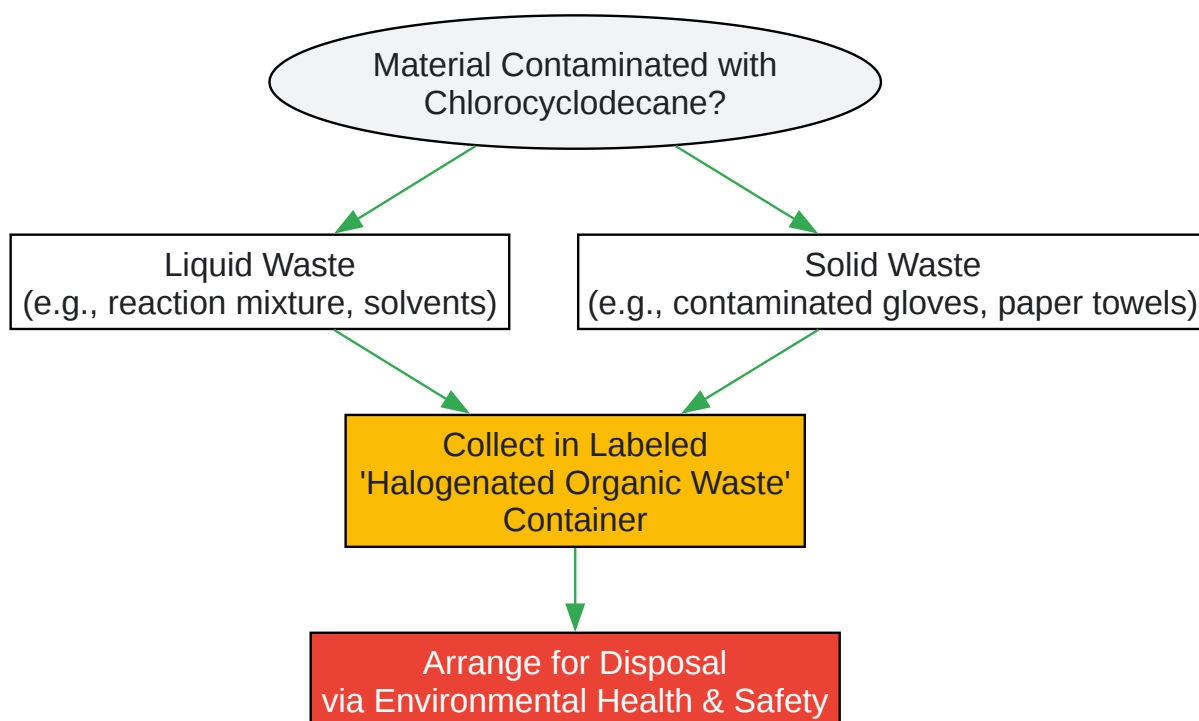 Material Contaminated with
Chlorocyclodecane?
Liquid Waste
(e.g., reaction mixture, solvents)
Solid Waste
(e.g., contaminated gloves, paper towels)
Collect in Labeled
'Halogenated Organic Waste'
Container
Arrange for Disposal
via Environmental Health & Safety